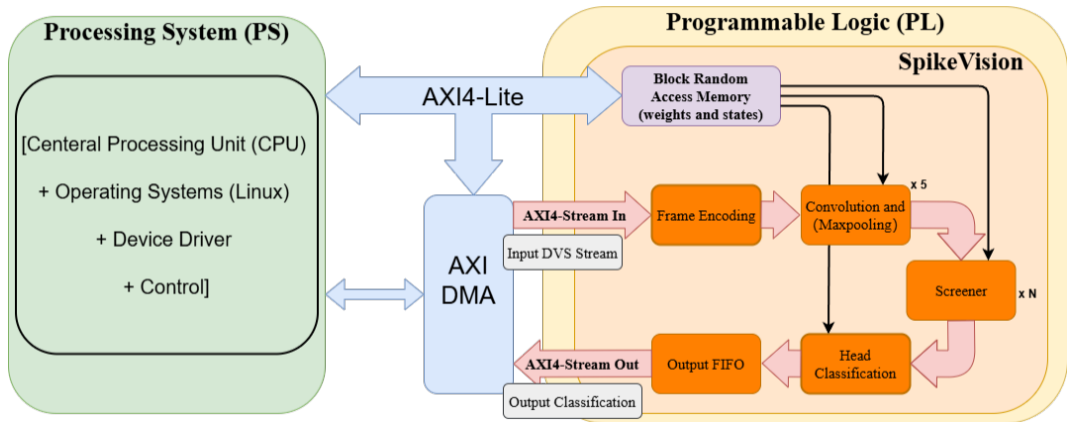 Processing System (PS)
[Centeral Processing Unit (CPU)
+ Operating Systems (Linux)
+ Device Driver
+ Control]
AXI4-Lite
AXI
DMA
Programmable Logic (PL)
SpikeVision
Block Random
Access Memory
(weights and states)
AXI4-Stream In
Input DVS Stream
Frame Encoding
Convolution and
(Maxpooling)
x 5
Screener
x N
Head
Classification
Output FIFO
AXI4-Stream Out
Output Classification